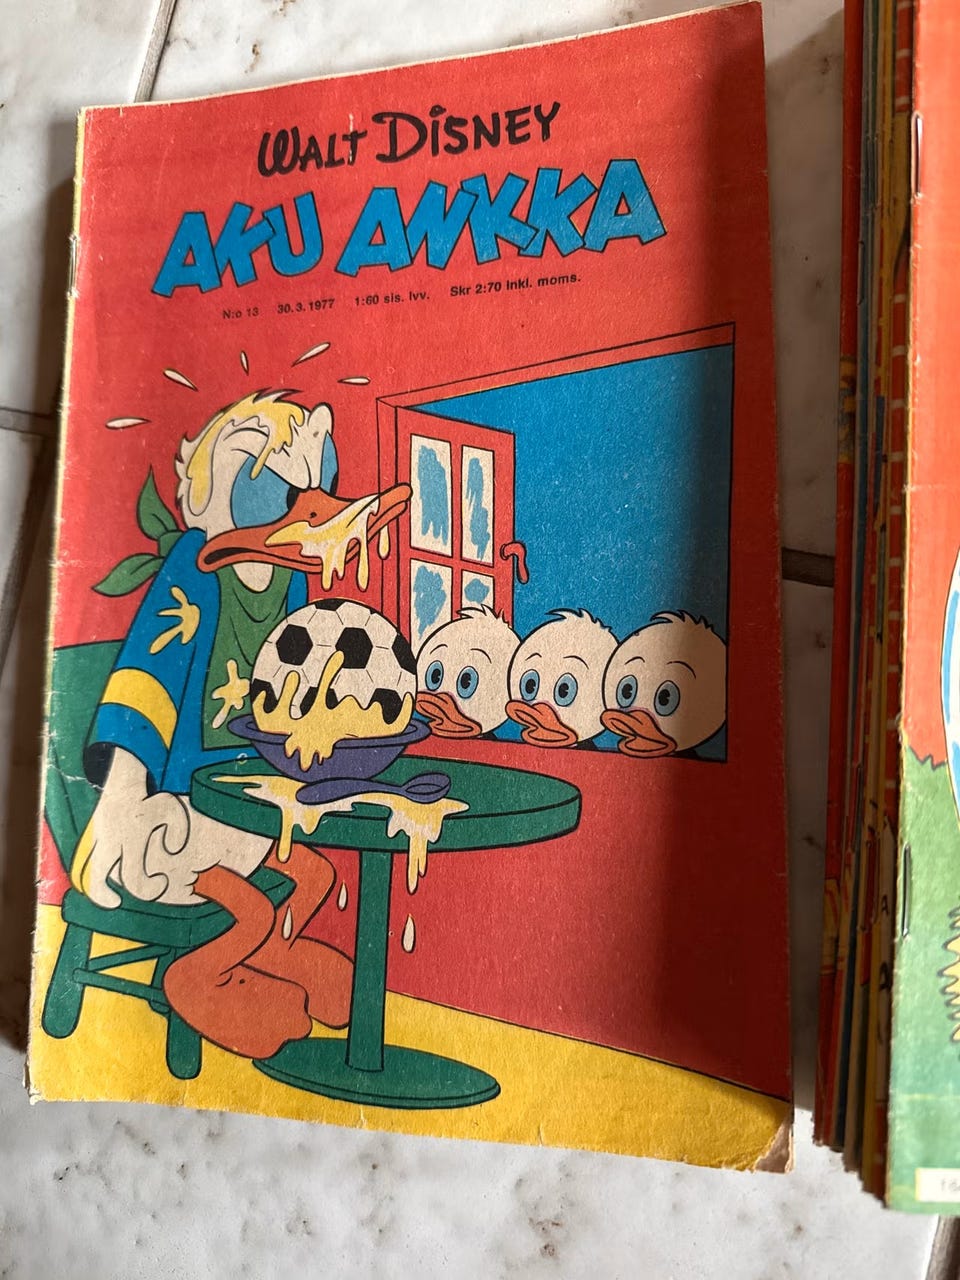 WALT DISNEY
AKU ANKKA
N:o 13 30.3.1977 1:60 sis. lvv. Skr 2:70 Inkl. moms.